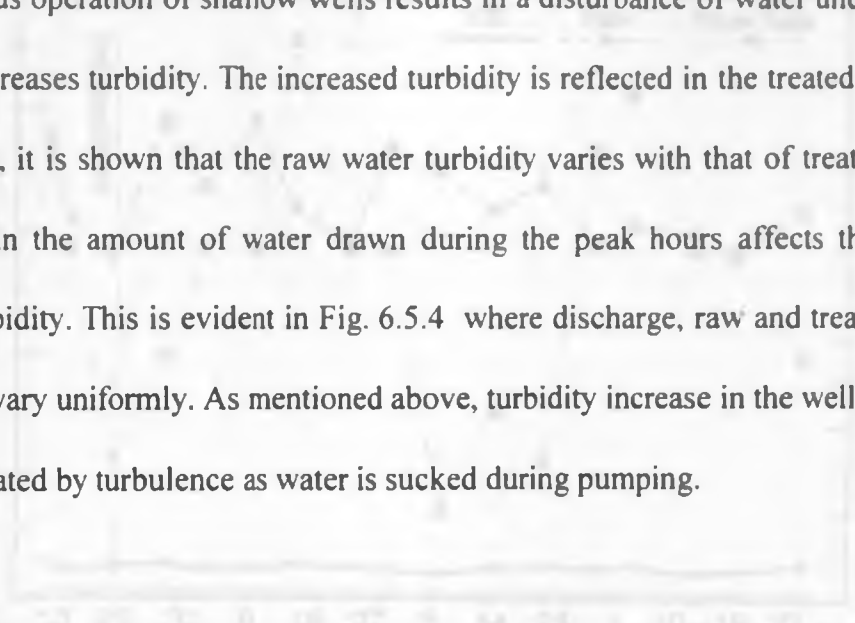 us operation of shallow wells results in a disturbance of water
reases turbidity. The increased turbidity is reflected in the treated
, it is shown that the raw water turbidity varies with that of treat
in the amount of water drawn during the peak hours affects th
bidity. This is evident in Fig. 6.5.4 where discharge, raw and trea
vary uniformly. As mentioned above, turbidity increase in the well
ated by turbulence as water is sucked during pumping.